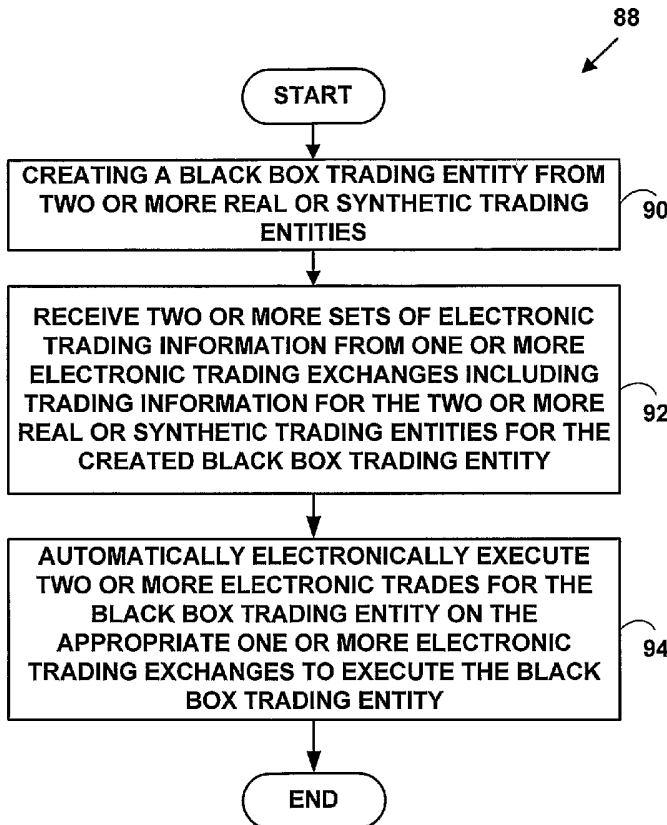 88
START
CREATING A BLACK BOX TRADING ENTITY FROM
TWO OR MORE REAL OR SYNTHETIC TRADING
ENTITIES
90
RECEIVE TWO OR MORE SETS OF ELECTRONIC
TRADING INFORMATION FROM ONE OR MORE
ELECTRONIC TRADING EXCHANGES INCLUDING
TRADING INFORMATION FOR THE TWO OR MORE
REAL OR SYNTHETIC TRADING ENTITIES FOR THE
CREATED BLACK BOX TRADING ENTITY
92
AUTOMATICALLY ELECTRONICALLY EXECUTE
TWO OR MORE ELECTRONIC TRADES FOR THE
BLACK BOX TRADING ENTITY ON THE
APPROPRIATE ONE OR MORE ELECTRONIC
TRADING EXCHANGES TO EXECUTE THE BLACK
BOX TRADING ENTITY
94
END